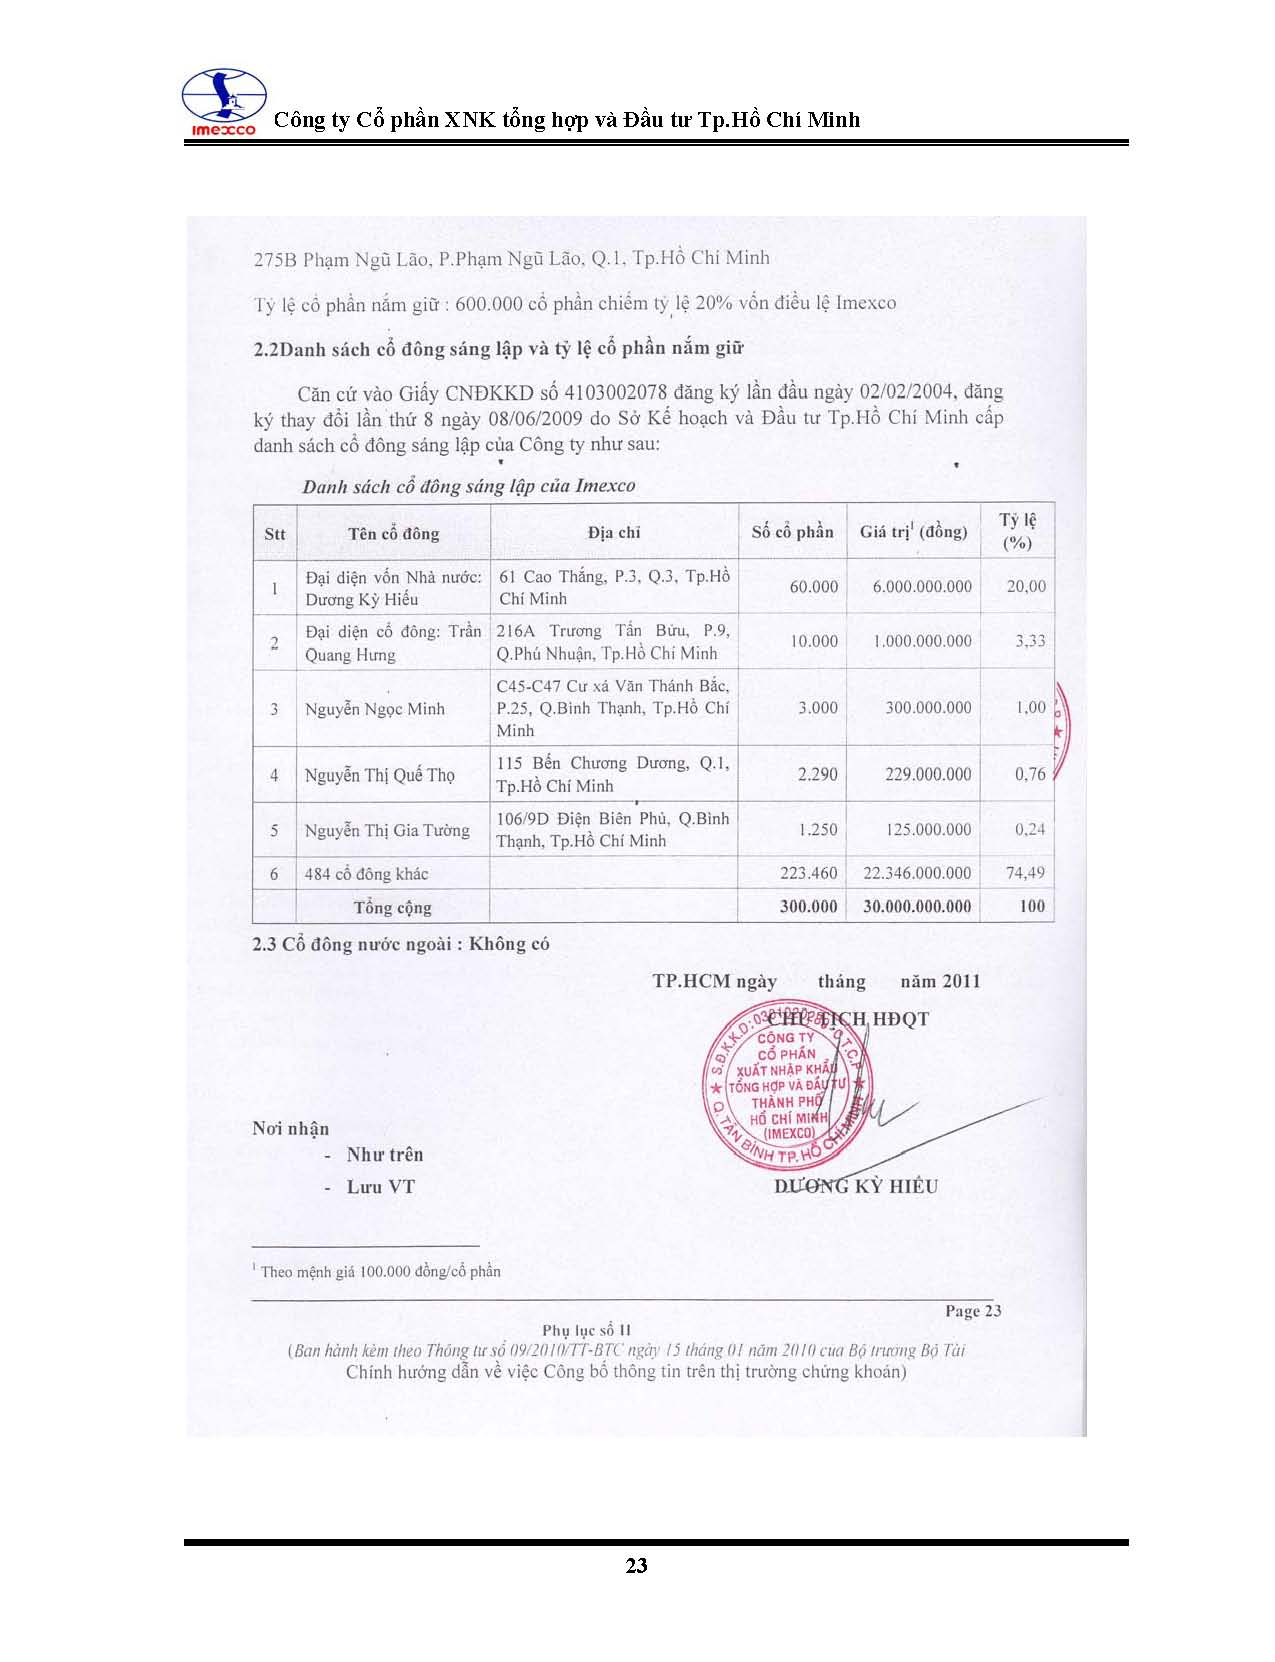 imexco
Công ty Cổ phần XNK tổng hợp và Đầu tư Tp.Hồ Chí Minh
275B Phạm Ngũ Lão, P.Phạm Ngũ Lão, Q.1, Tp.Hồ Chí Minh
Tỷ lệ cổ phần nắm giữ : 600.000 cổ phần chiếm tỷ lệ 20% vốn điều lệ Imexco
2.2Danh sách cổ đông sáng lập và tỷ lệ cổ phần nắm giữ
Căn cứ vào Giấy CNĐKKD số 4103002078 đăng ký lần đầu ngày 02/02/2004, đăng
ký thay đổi lần thứ 8 ngày 08/06/2009 do Sở Kế hoạch và Đầu tư Tp.Hồ Chí Minh cấp
danh sách cổ đông sáng lập của Công ty như sau:
Danh sách cổ đông sáng lập của Imexco
Stt Tên cổ đông Địa chỉ Số cổ phần Giá trị¹ (đồng) Tỷ lệ
(%)
1 Đại diện vốn Nhà nước: 61 Cao Thắng, P.3, Q.3, Tp.Hồ 60.000 6.000.000.000 20,00
Dương Kỳ Hiếu Chí Minh
2 Đại diện cổ đông: Trần 216A Trương Tấn Bửu, P.9, 10.000 1.000.000.000 3,33
Quang Hưng Q.Phú Nhuận, Tp.Hồ Chí Minh
C45-C47 Cư xá Văn Thánh Bắc,
3 Nguyễn Ngọc Minh P.25, Q.Bình Thạnh, Tp.Hồ Chí 3.000 300.000.000 1,00
Minh
4 Nguyễn Thị Quế Thọ 115 Bến Chương Dương, Q.1, 2.290 229.000.000 0,76
Tp.Hồ Chí Minh
5 Nguyễn Thị Gia Tường 106/9D Điện Biên Phủ, Q.Bình 1.250 125.000.000 0,24
Thạnh, Tp.Hồ Chí Minh
6 484 cổ đông khác 223.460 22.346.000.000 74,49
Tổng cộng 300.000 30.000.000.000 100
2.3 Cổ đông nước ngoài : Không có
TP.HCM ngày tháng năm 2011
CHỦ TỊCH HĐQT
CÔNG TY
CỔ PHẦN
XUẤT NHẬP KHẨU
TỔNG HỢP VÀ ĐẦU TƯ
THÀNH PHỐ
HỒ CHÍ MINH
(IMEXCO)
Q.TÂN BÌNH TP. HỒ CHÍ MINH
Nơi nhận
- Như trên
- Lưu VT
DƯƠNG KỲ HIẾU
¹ Theo mệnh giá 100.000 đồng/cổ phần
Page 23
Phụ lục số II
(Ban hành kèm theo Thông tư số 09/2010/TT-BTC ngày 15 tháng 01 năm 2010 của Bộ trưởng Bộ Tài
Chính hướng dẫn về việc Công bố thông tin trên thị trường chứng khoán)
23